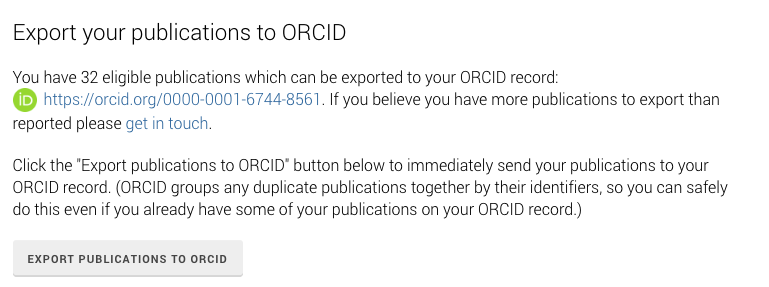 Export your publications to ORCID
You have 32 eligible publications which can be exported to your ORCID record:
iD https://orcid.org/0000-0001-6744-8561. If you believe you have more publications to export than
reported please get in touch.
Click the "Export publications to ORCID" button below to immediately send your publications to your
ORCID record. (ORCID groups any duplicate publications together by their identifiers, so you can safely
do this even if you already have some of your publications on your ORCID record.)
EXPORT PUBLICATIONS TO ORCID